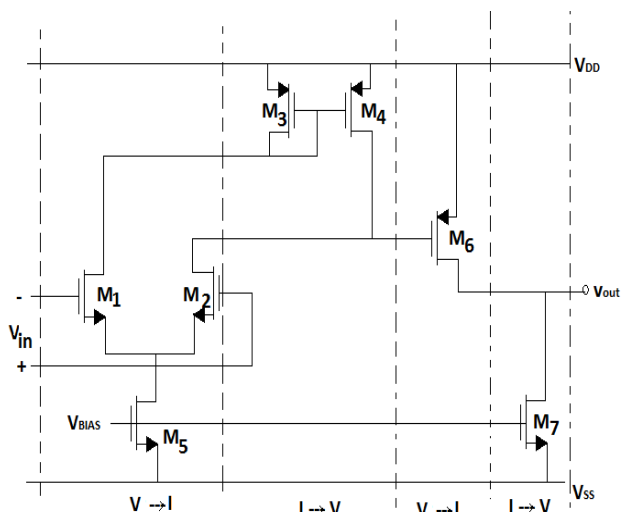 VDD
M3
M4
M6
vout
-
M1
M2
Vin
+
VBIAS
M5
M7
VSS
V → I
I → V
V → I
I → V